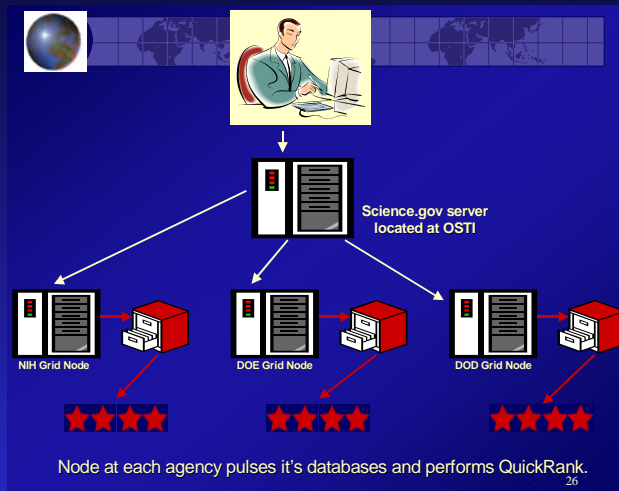 Science.gov server
located at OSTI
NIH Grid Node
DOE Grid Node
DOD Grid Node
Node at each agency pulses it's databases and performs QuickRank.
26